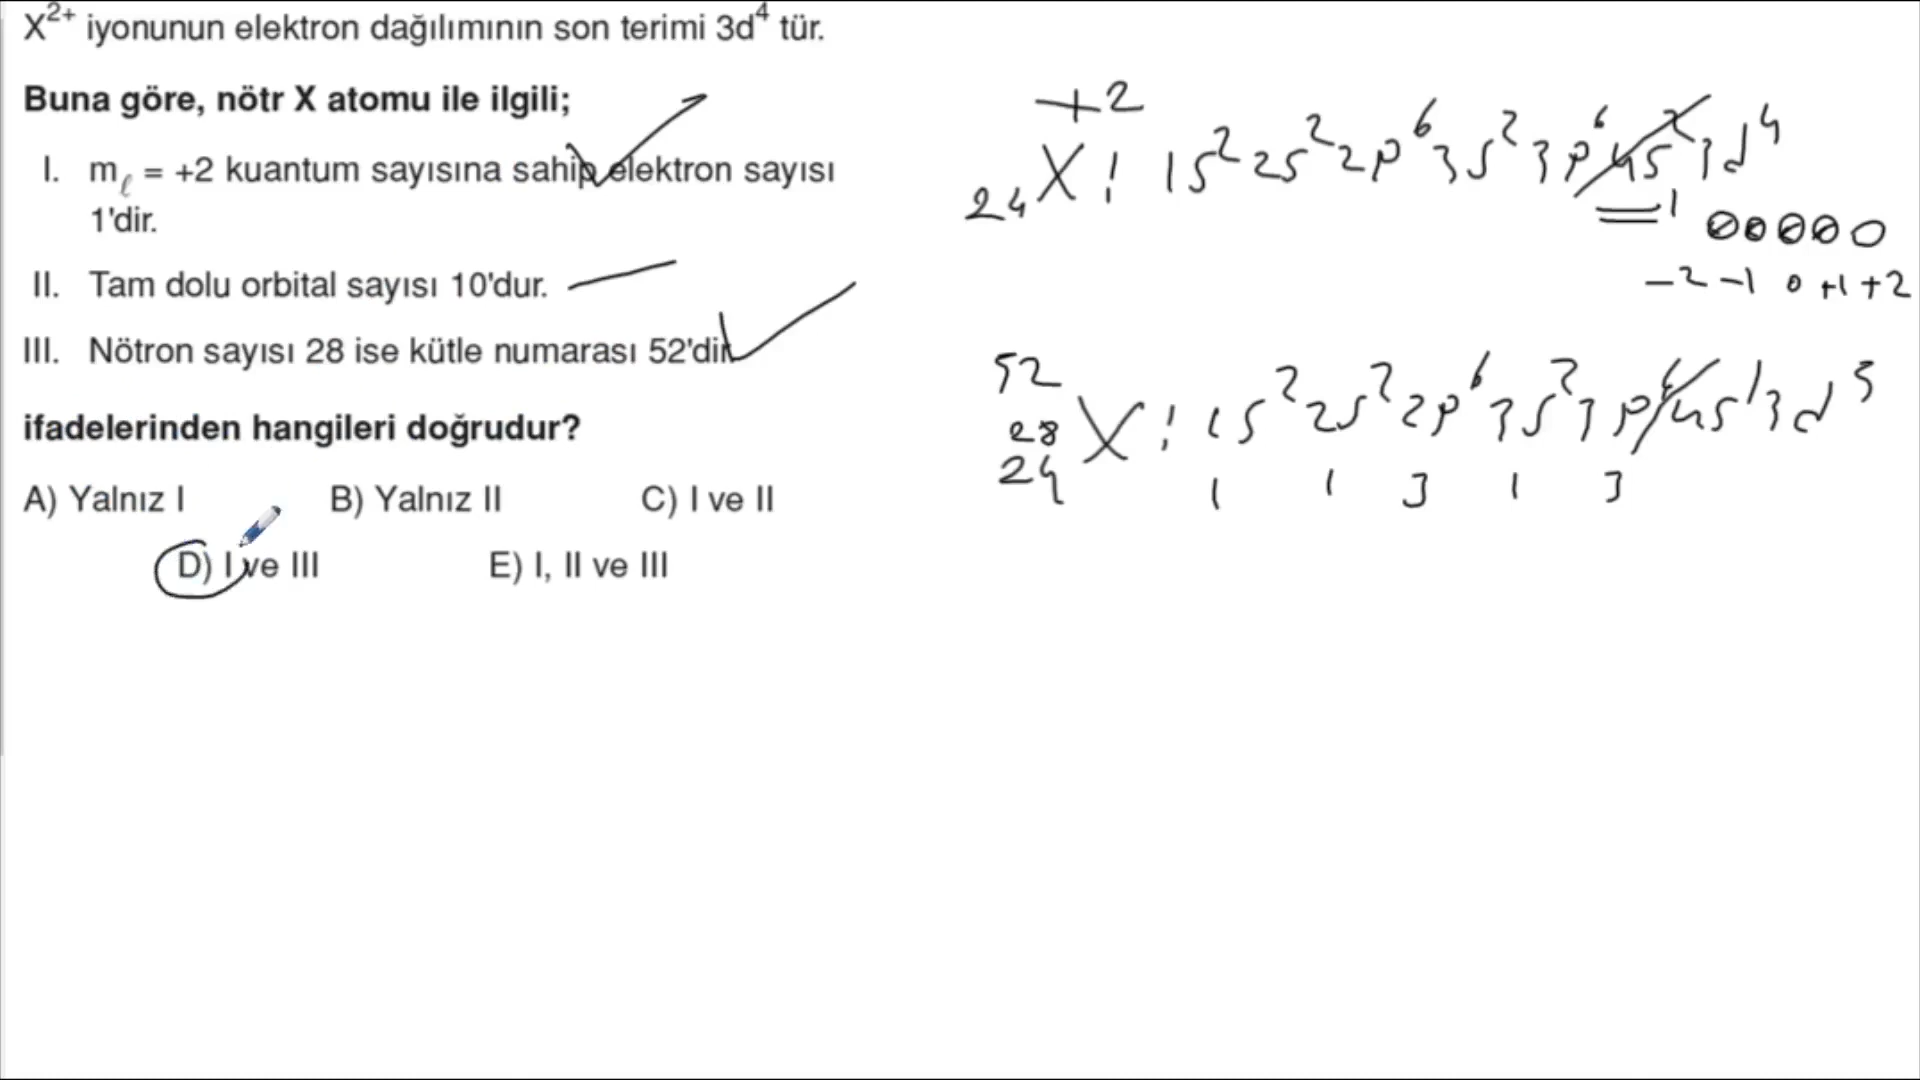 X²⁺ iyonunun elektron dağılımının son terimi 3d⁴ tür.
Buna göre, nötr X atomu ile ilgili;
I. mℓ = +2 kuantum sayısına sahip elektron sayısı
1'dir.
II. Tam dolu orbital sayısı 10'dur.
III. Nötron sayısı 28 ise kütle numarası 52'dir.
ifadelerinden hangileri doğrudur?
A) Yalnız I B) Yalnız II C) I ve II
D) I ve III E) I, II ve III
+2
24 X : 1s² 2s² 2p⁶ 3s² 3p⁶ 4s² 3d⁴
1
-2 -1 0 +1 +2
52
28 X : 1s² 2s² 2p⁶ 3s² 3p⁶ 4s¹ 3d⁵
24
1 1 3 1 3